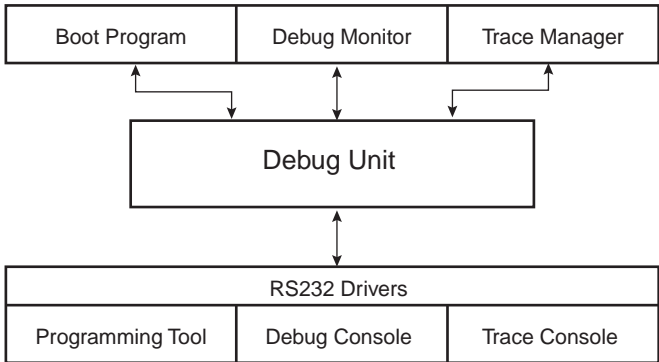 Boot Program Debug Monitor Trace Manager
Debug Unit
RS232 Drivers
Programming Tool Debug Console Trace Console